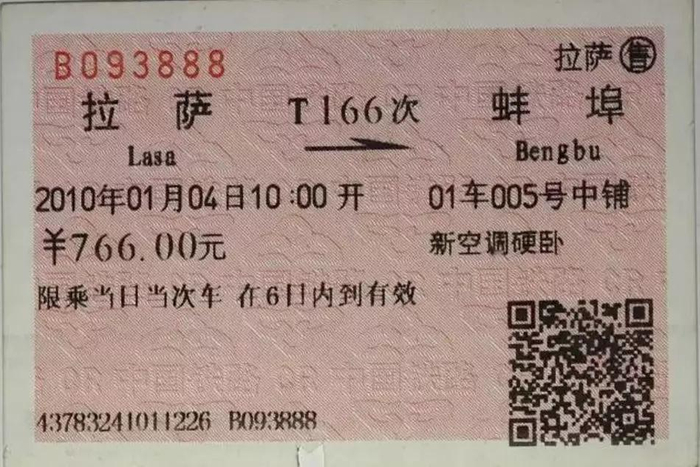 B093888 拉萨 售
拉萨 T166次 蚌埠
Lasa Bengbu
2010年01月04日10:00开 01车005号中铺
¥766.00元 新空调硬卧
限乘当日当次车 在6日内到有效
43783241011226 B093888